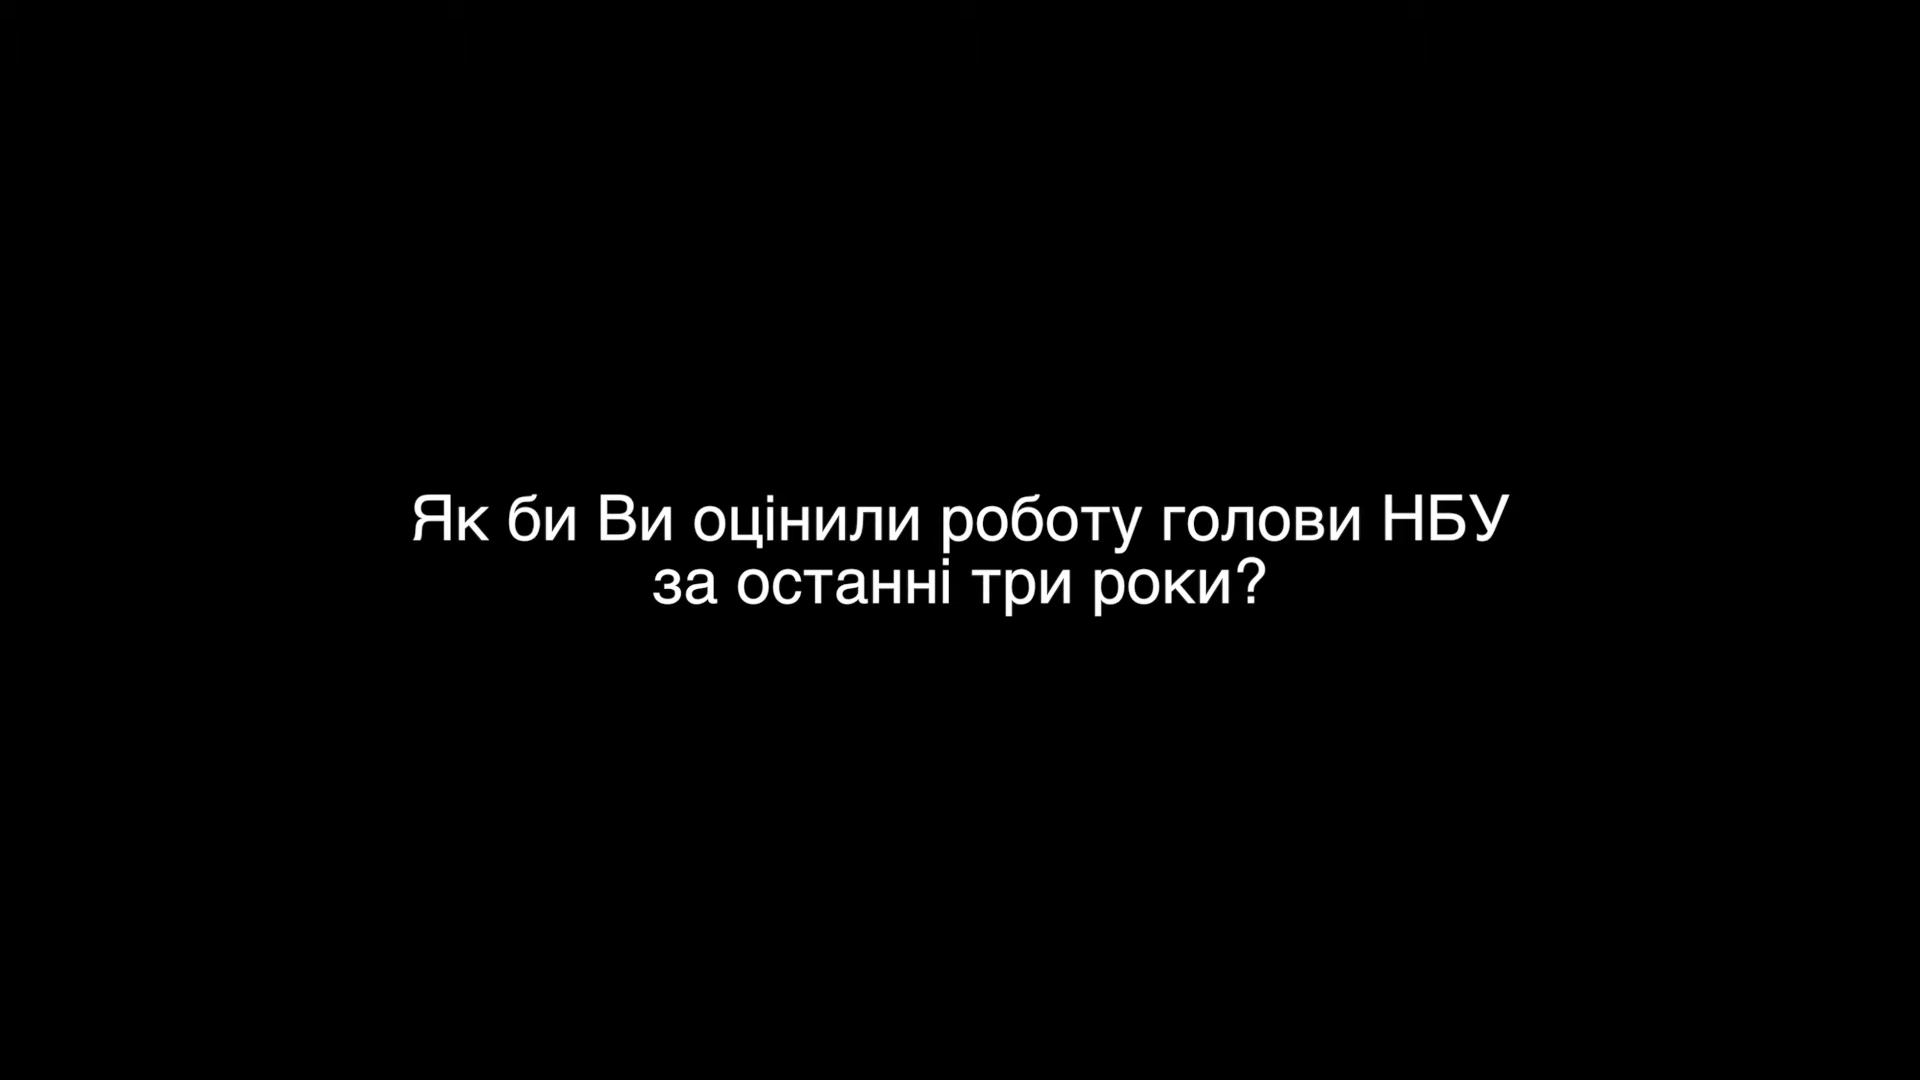 Як би Ви оцінили роботу голови НБУ
за останні три роки?